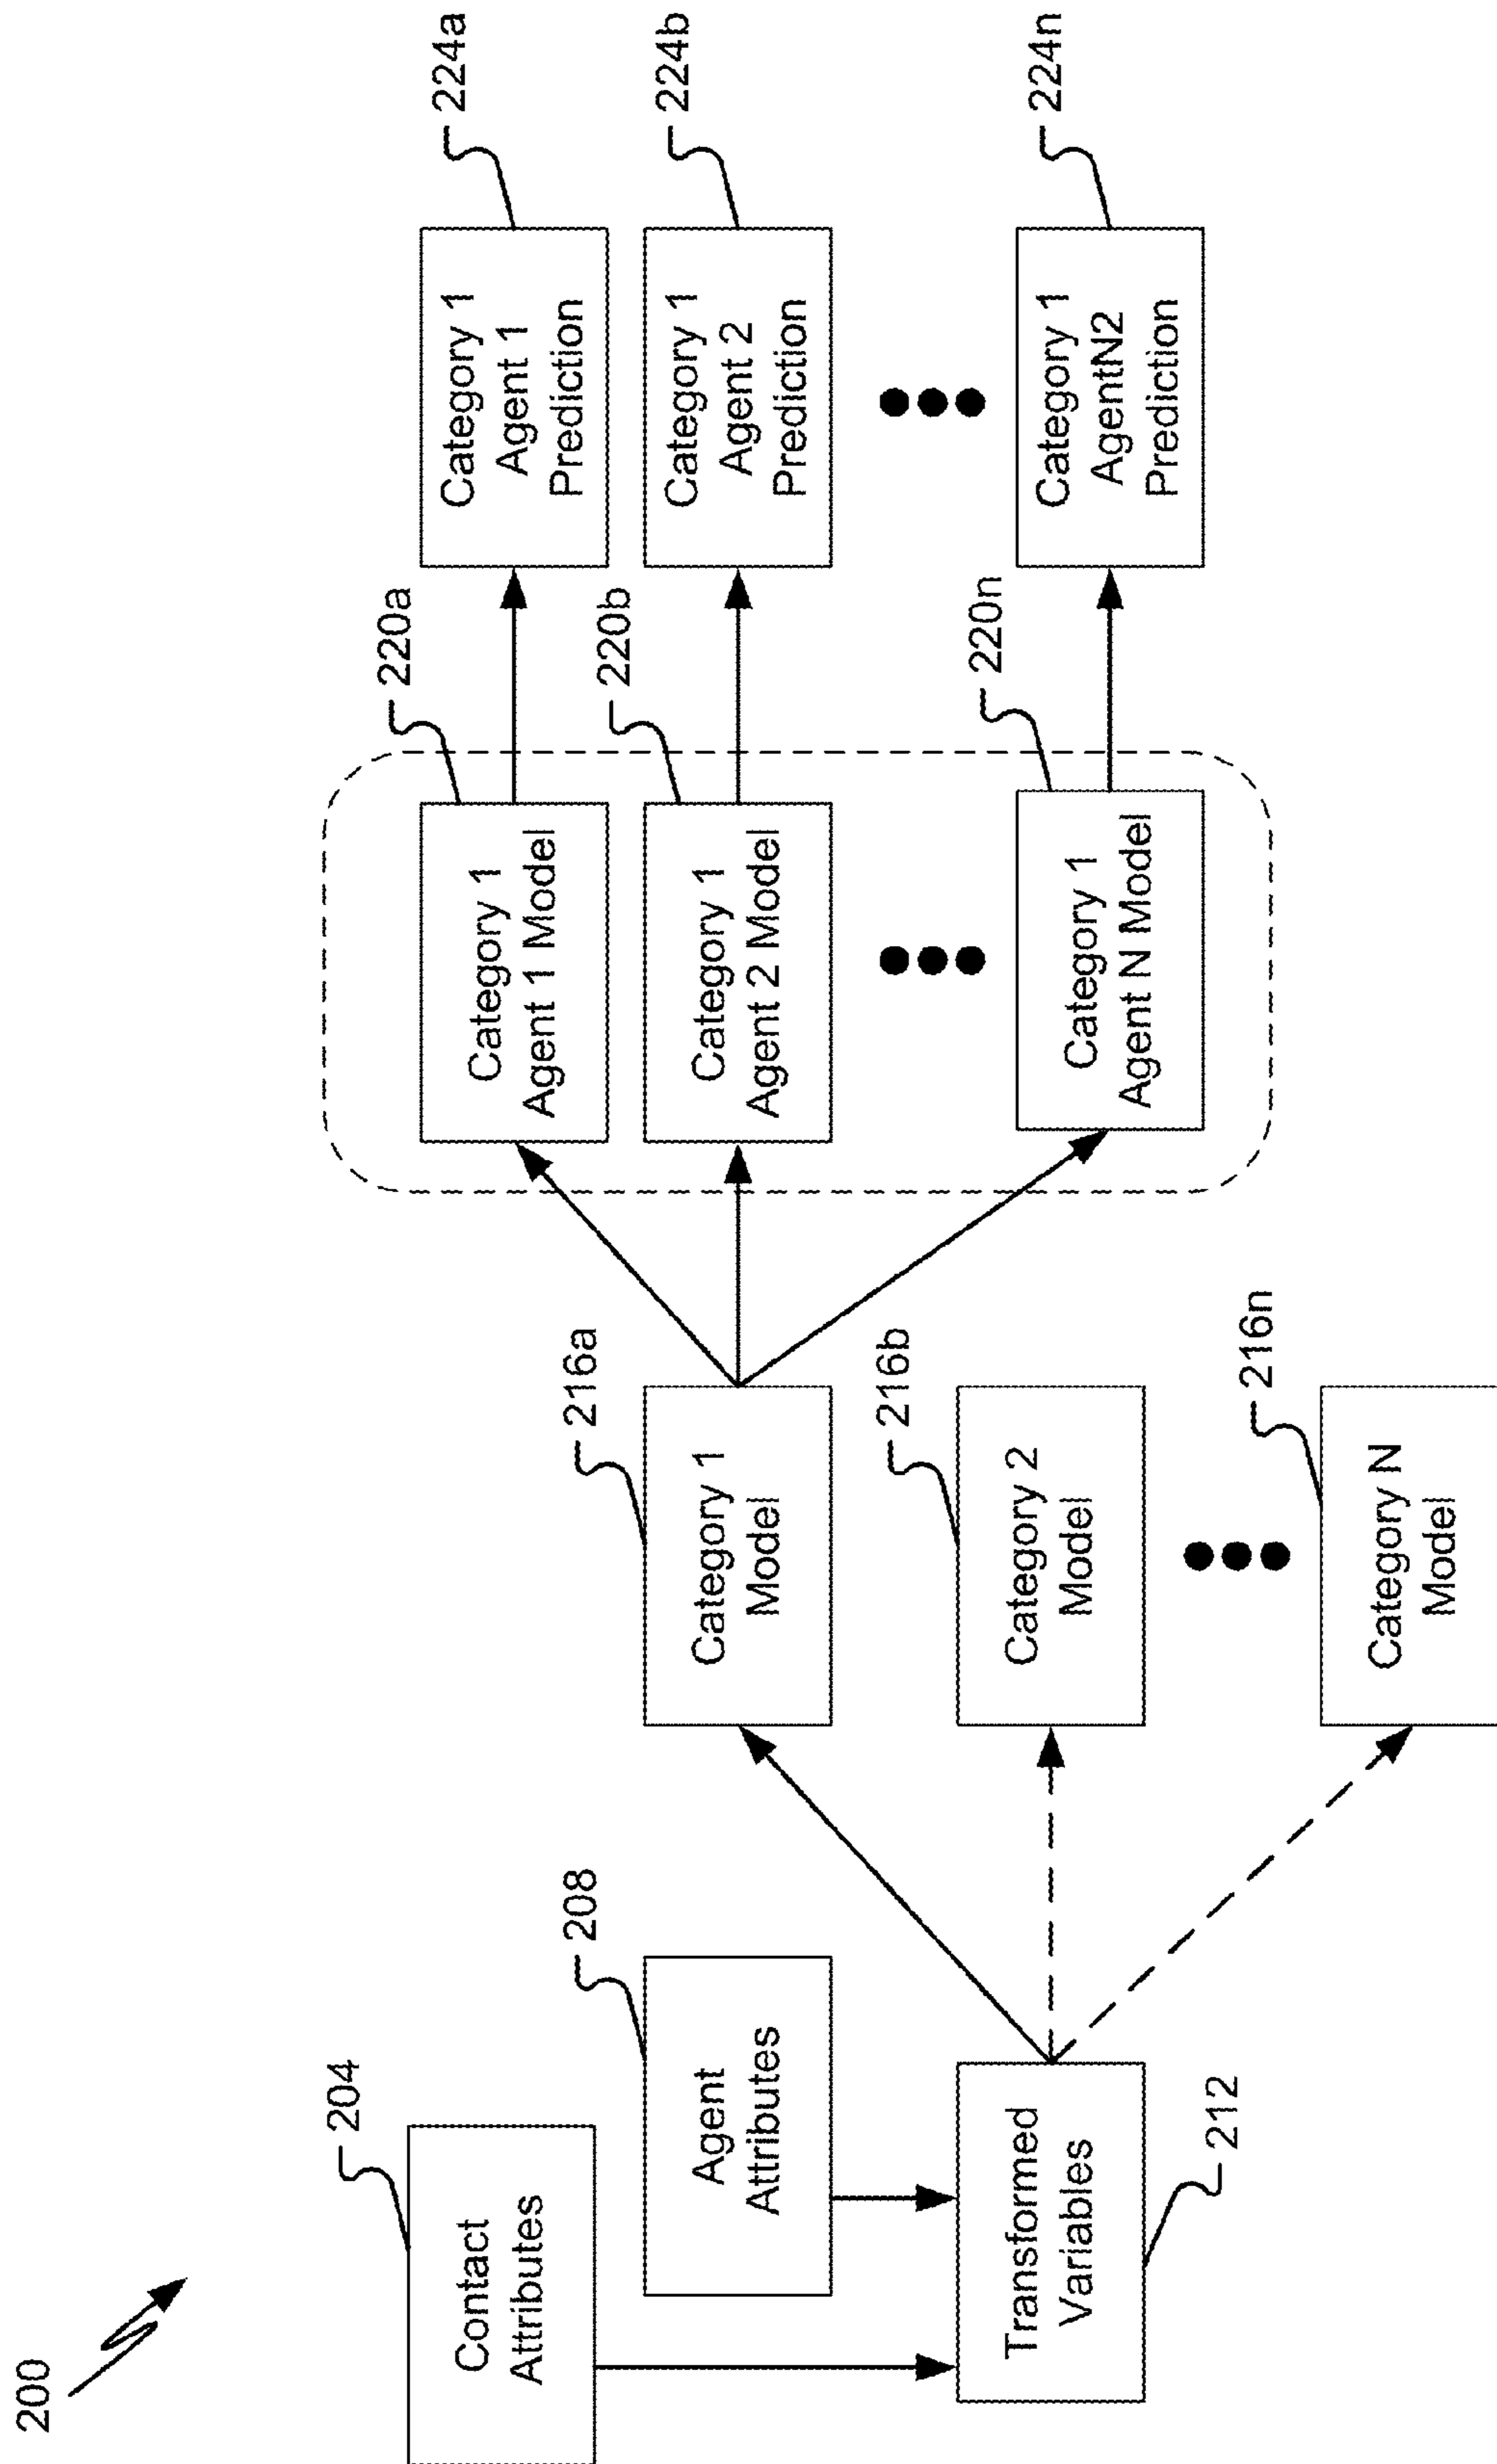 200
204
Contact
Attributes
208
Agent
Attributes
Transformed
Variables
212
216a
Category 1
Model
216b
Category 2
Model
216n
Category N
Model
220a
Category 1
Agent 1 Model
220b
Category 1
Agent 2 Model
220n
Category 1
Agent N Model
224a
Category 1
Agent 1
Prediction
224b
Category 1
Agent 2
Prediction
224n
Category 1
AgentN2
Prediction